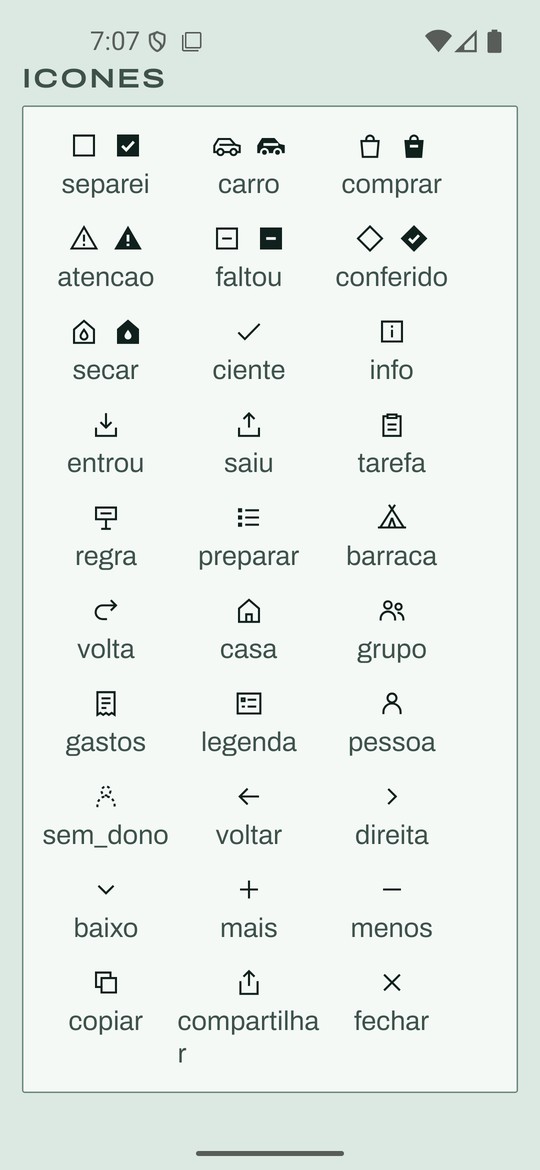 7:07
ICONES
separei carro comprar
atencao faltou conferido
secar ciente info
entrou saiu tarefa
regra preparar barraca
volta casa grupo
gastos legenda pessoa
sem_dono voltar direita
baixo mais menos
copiar compartilha fechar
r